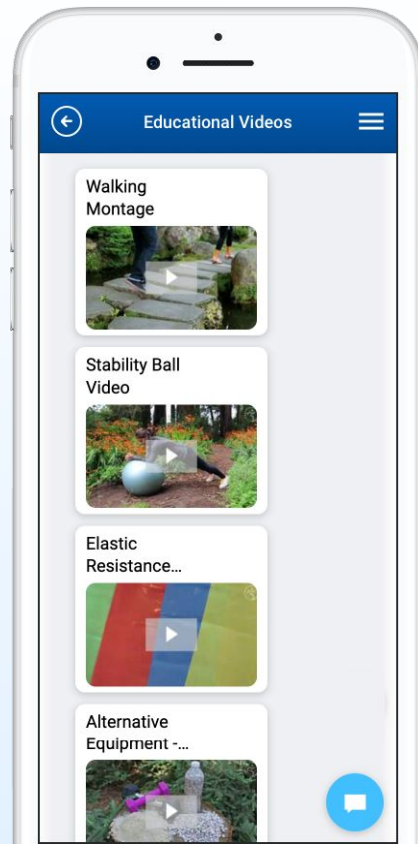 Educational Videos
Walking
Montage
Stability Ball
Video
Elastic
Resistance...
Alternative
Equipment -...